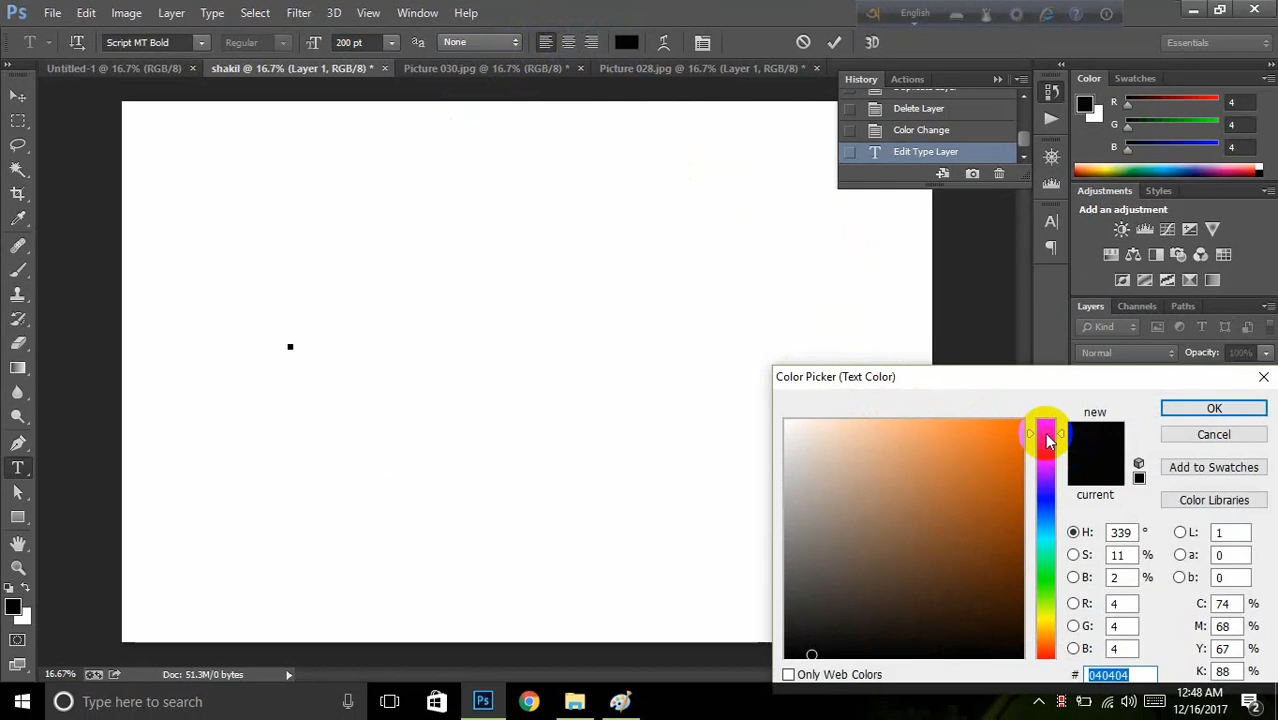 Ps File Edit Image Layer Type Select Filter 3D View Window Help
English
T Script MT Bold Regular 200 pt None 3D Essentials
Untitled-1 @ 16.7% (RGB/8) × shakil @ 16.7% (Layer 1, RGB/8) * × Picture 030.jpg @ 16.7% (RGB/8) * × Picture 028.jpg @ 16.7% (Layer 1, RGB/8) * ×
History Actions
Duplicate Layer
Delete Layer
Color Change
Edit Type Layer
Color Swatches
R 4
G 4
B 4
Adjustments Styles
Add an adjustment
Layers Channels Paths
Kind
Normal Opacity: 100%
Color Picker (Text Color)
new
current
OK
Cancel
Add to Swatches
Color Libraries
H: 339 ° L: 1
S: 11 % a: 0
B: 2 % b: 0
R: 4 C: 74 %
G: 4 M: 68 %
B: 4 Y: 67 %
# 040404 K: 88 %
Only Web Colors
16.67% Doc: 51.3M/0 bytes
Type here to search
12:48 AM
12/16/2017
2